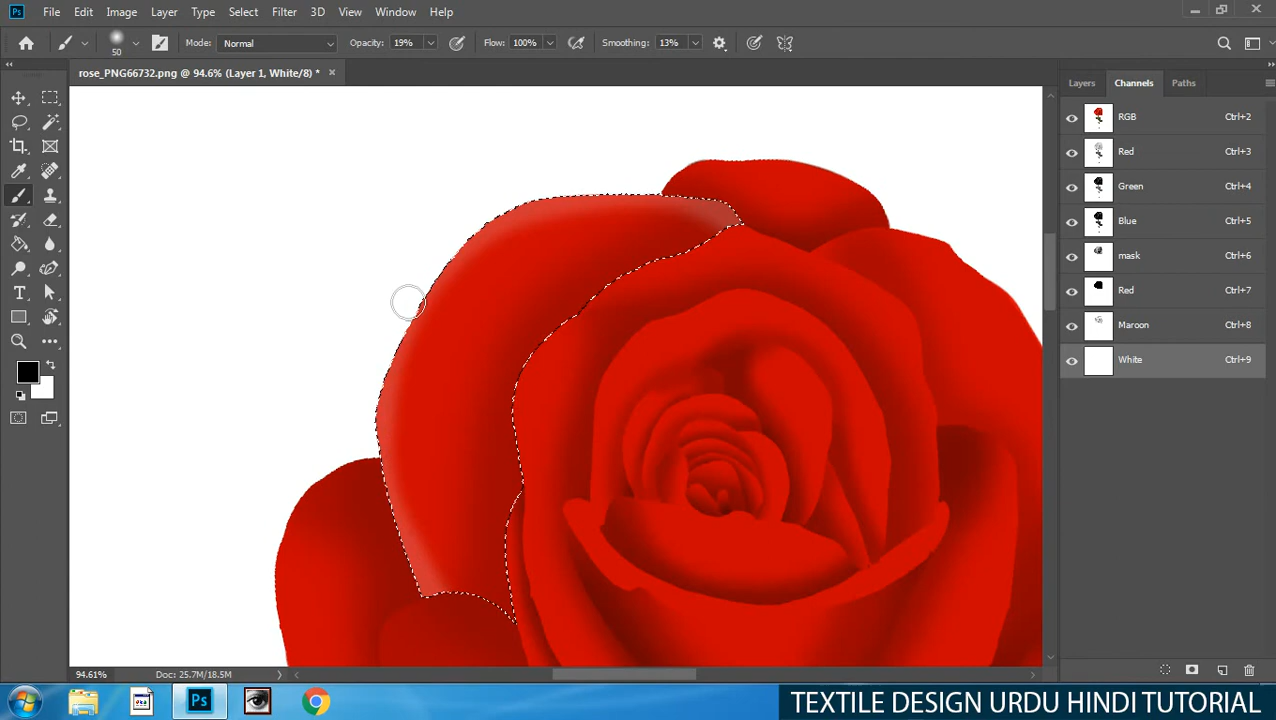 Ps File Edit Image Layer Type Select Filter 3D View Window Help
50 Mode: Normal Opacity: 19% Flow: 100% Smoothing: 13%
rose_PNG66732.png @ 94.6% (Layer 1, White/8) * ×
Layers Channels Paths
RGB Ctrl+2
Red Ctrl+3
Green Ctrl+4
Blue Ctrl+5
mask Ctrl+6
Red Ctrl+7
Maroon Ctrl+8
White Ctrl+9
94.61% Doc: 25.7M/18.5M
Ps
TEXTILE DESIGN URDU HINDI TUTORIAL